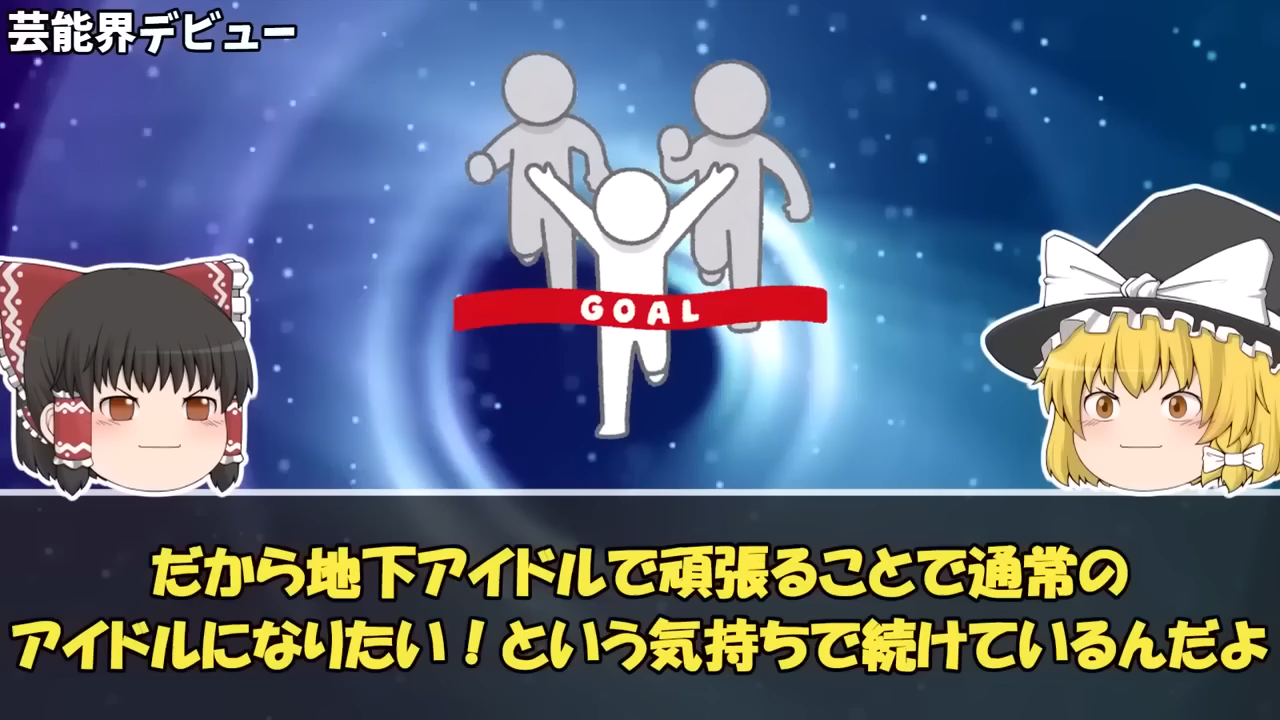 芸能界デビュー
GOAL
だから地下アイドルで頑張ることで通常の
アイドルになりたい！という気持ちで続けているんだよ